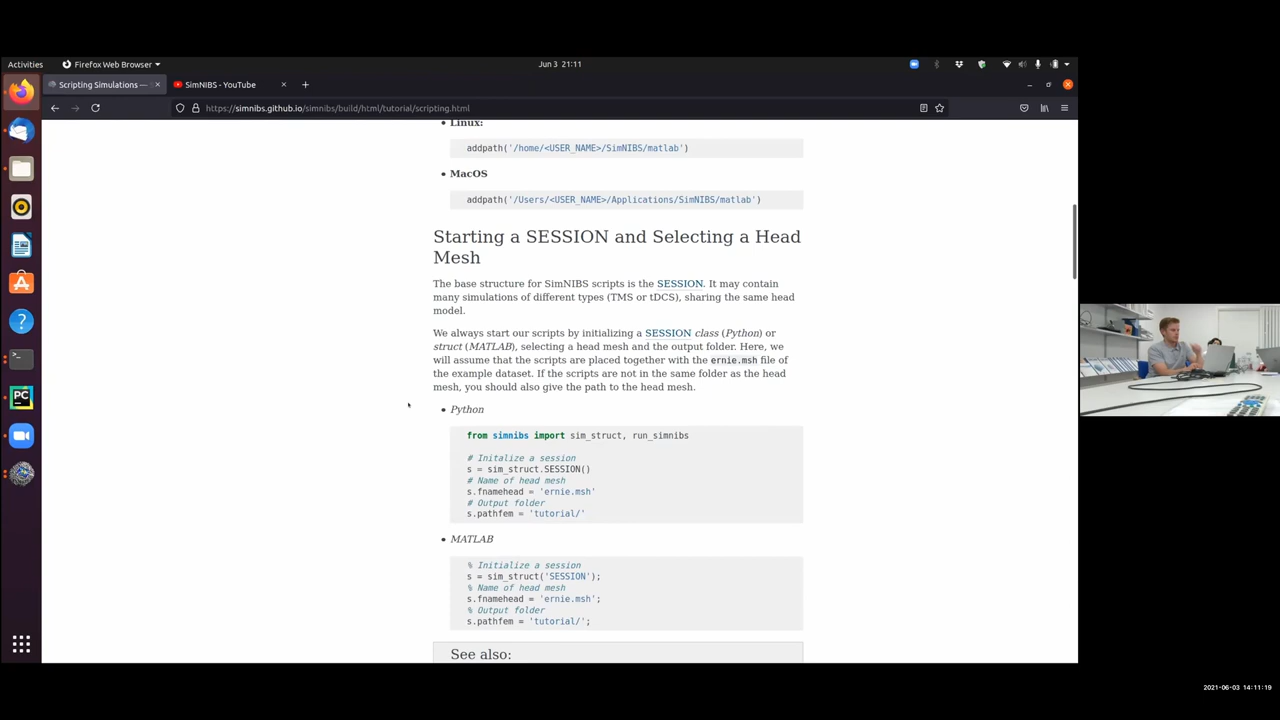 Activities
Firefox Web Browser
Jun 3 21:11
Scripting Simulations —
SimNIBS - YouTube
https://simnibs.github.io/simnibs/build/html/tutorial/scripting.html
Linux:
addpath('/home/<USER_NAME>/SimNIBS/matlab')
MacOS
addpath('/Users/<USER_NAME>/Applications/SimNIBS/matlab')
Starting a SESSION and Selecting a Head
Mesh
The base structure for SimNIBS scripts is the SESSION. It may contain
many simulations of different types (TMS or tDCS), sharing the same head
model.
We always start our scripts by initializing a SESSION class (Python) or
struct (MATLAB), selecting a head mesh and the output folder. Here, we
will assume that the scripts are placed together with the ernie.msh file of
the example dataset. If the scripts are not in the same folder as the head
mesh, you should also give the path to the head mesh.
Python
from simnibs import sim_struct, run_simnibs
# Initalize a session
s = sim_struct.SESSION()
# Name of head mesh
s.fnamehead = 'ernie.msh'
# Output folder
s.pathfem = 'tutorial/'
MATLAB
% Initialize a session
s = sim_struct('SESSION');
% Name of head mesh
s.fnamehead = 'ernie.msh';
% Output folder
s.pathfem = 'tutorial/';
See also:
PC
2021-06-03 14:11:19